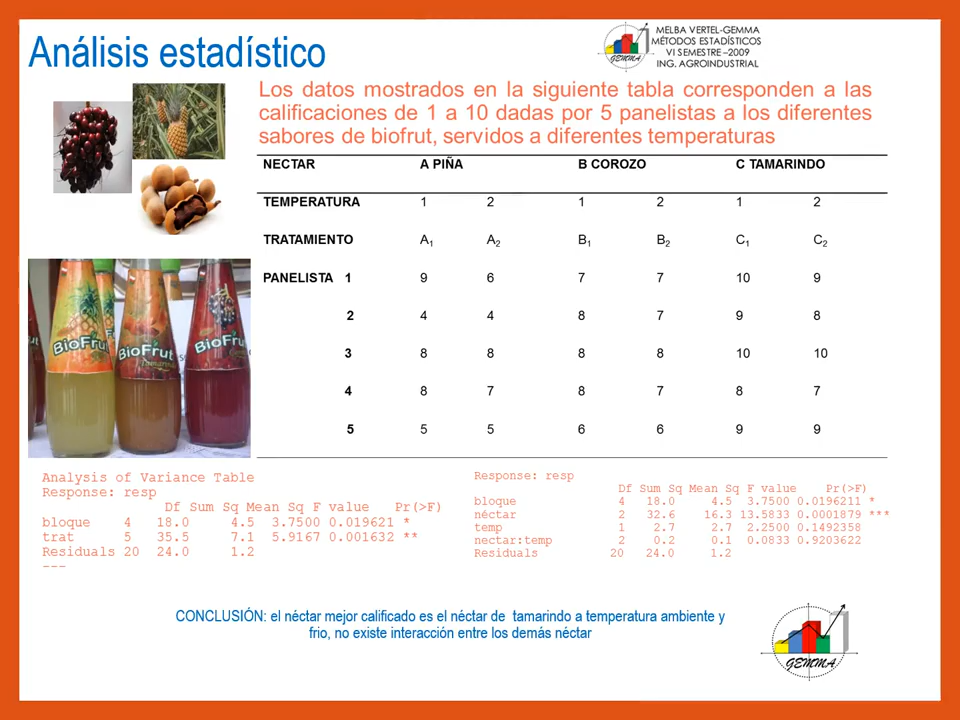 Análisis estadístico
MELBA VERTEL-GEMMA
MÉTODOS ESTADÍSTICOS
VI SEMESTRE –2009
ING. AGROINDUSTRIAL
GEMMA
Los datos mostrados en la siguiente tabla corresponden a las
calificaciones de 1 a 10 dadas por 5 panelistas a los diferentes
sabores de biofrut, servidos a diferentes temperaturas
NECTAR A PIÑA B COROZO C TAMARINDO
TEMPERATURA 1 2 1 2 1 2
TRATAMIENTO A1 A2 B1 B2 C1 C2
PANELISTA 1 9 6 7 7 10 9
2 4 4 8 7 9 8
3 8 8 8 8 10 10
4 8 7 8 7 8 7
5 5 5 6 6 9 9
BioFrut
BioFrut
BioFrut
Analysis of Variance Table
Response: resp
Df Sum Sq Mean Sq F value Pr(>F)
bloque 4 18.0 4.5 3.7500 0.019621 *
trat 5 35.5 7.1 5.9167 0.001632 **
Residuals 20 24.0 1.2
---
Response: resp
Df Sum Sq Mean Sq F value Pr(>F)
bloque 4 18.0 4.5 3.7500 0.0196211 *
néctar 2 32.6 16.3 13.5833 0.0001879 ***
temp 1 2.7 2.7 2.2500 0.1492358
nectar:temp 2 0.2 0.1 0.0833 0.9203622
Residuals 20 24.0 1.2
CONCLUSIÓN: el néctar mejor calificado es el néctar de tamarindo a temperatura ambiente y
frio, no existe interacción entre los demás néctar
GEMMA